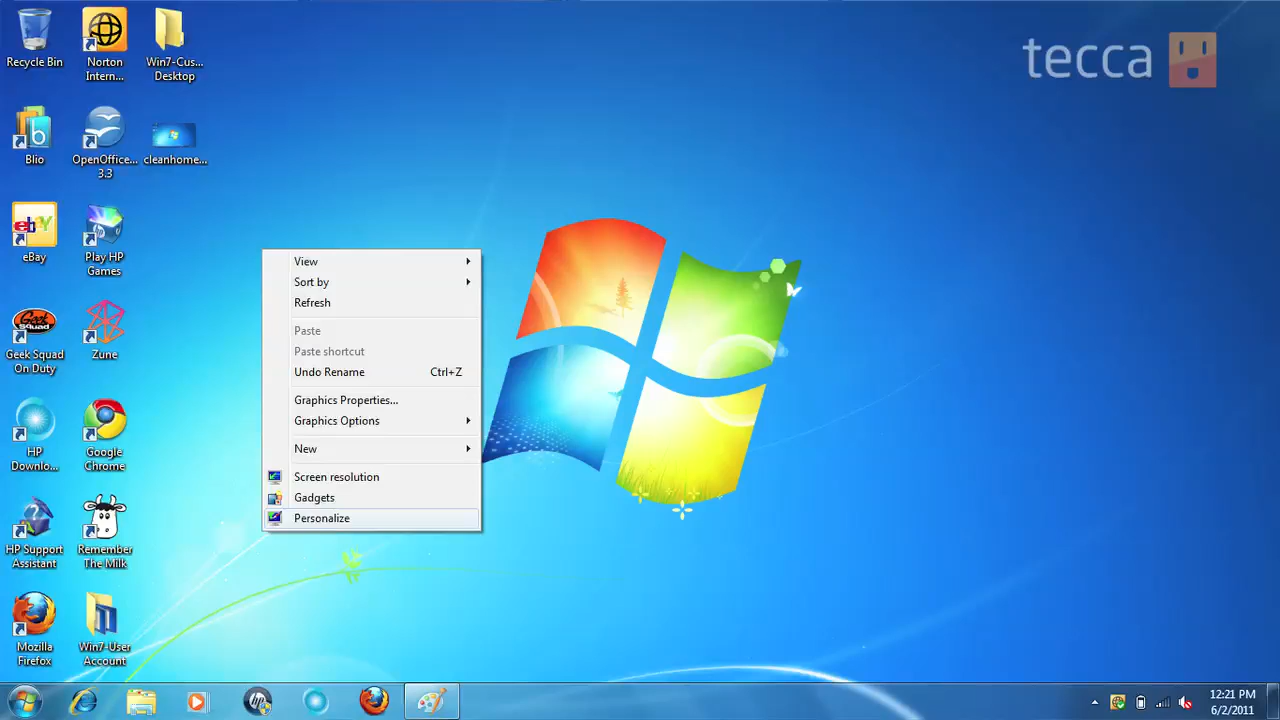 Recycle Bin
Norton
Intern...
Win7-Cus...
Desktop
tecca
Blio
OpenOffice...
3.3
cleanhome...
eBay
Play HP
Games
Geek Squad
On Duty
Zune
HP
Downlo...
Google
Chrome
HP Support
Assistant
Remember
The Milk
Mozilla
Firefox
Win7-User
Account
View
Sort by
Refresh
Paste
Paste shortcut
Undo Rename Ctrl+Z
Graphics Properties...
Graphics Options
New
Screen resolution
Gadgets
Personalize
12:21 PM
6/2/2011